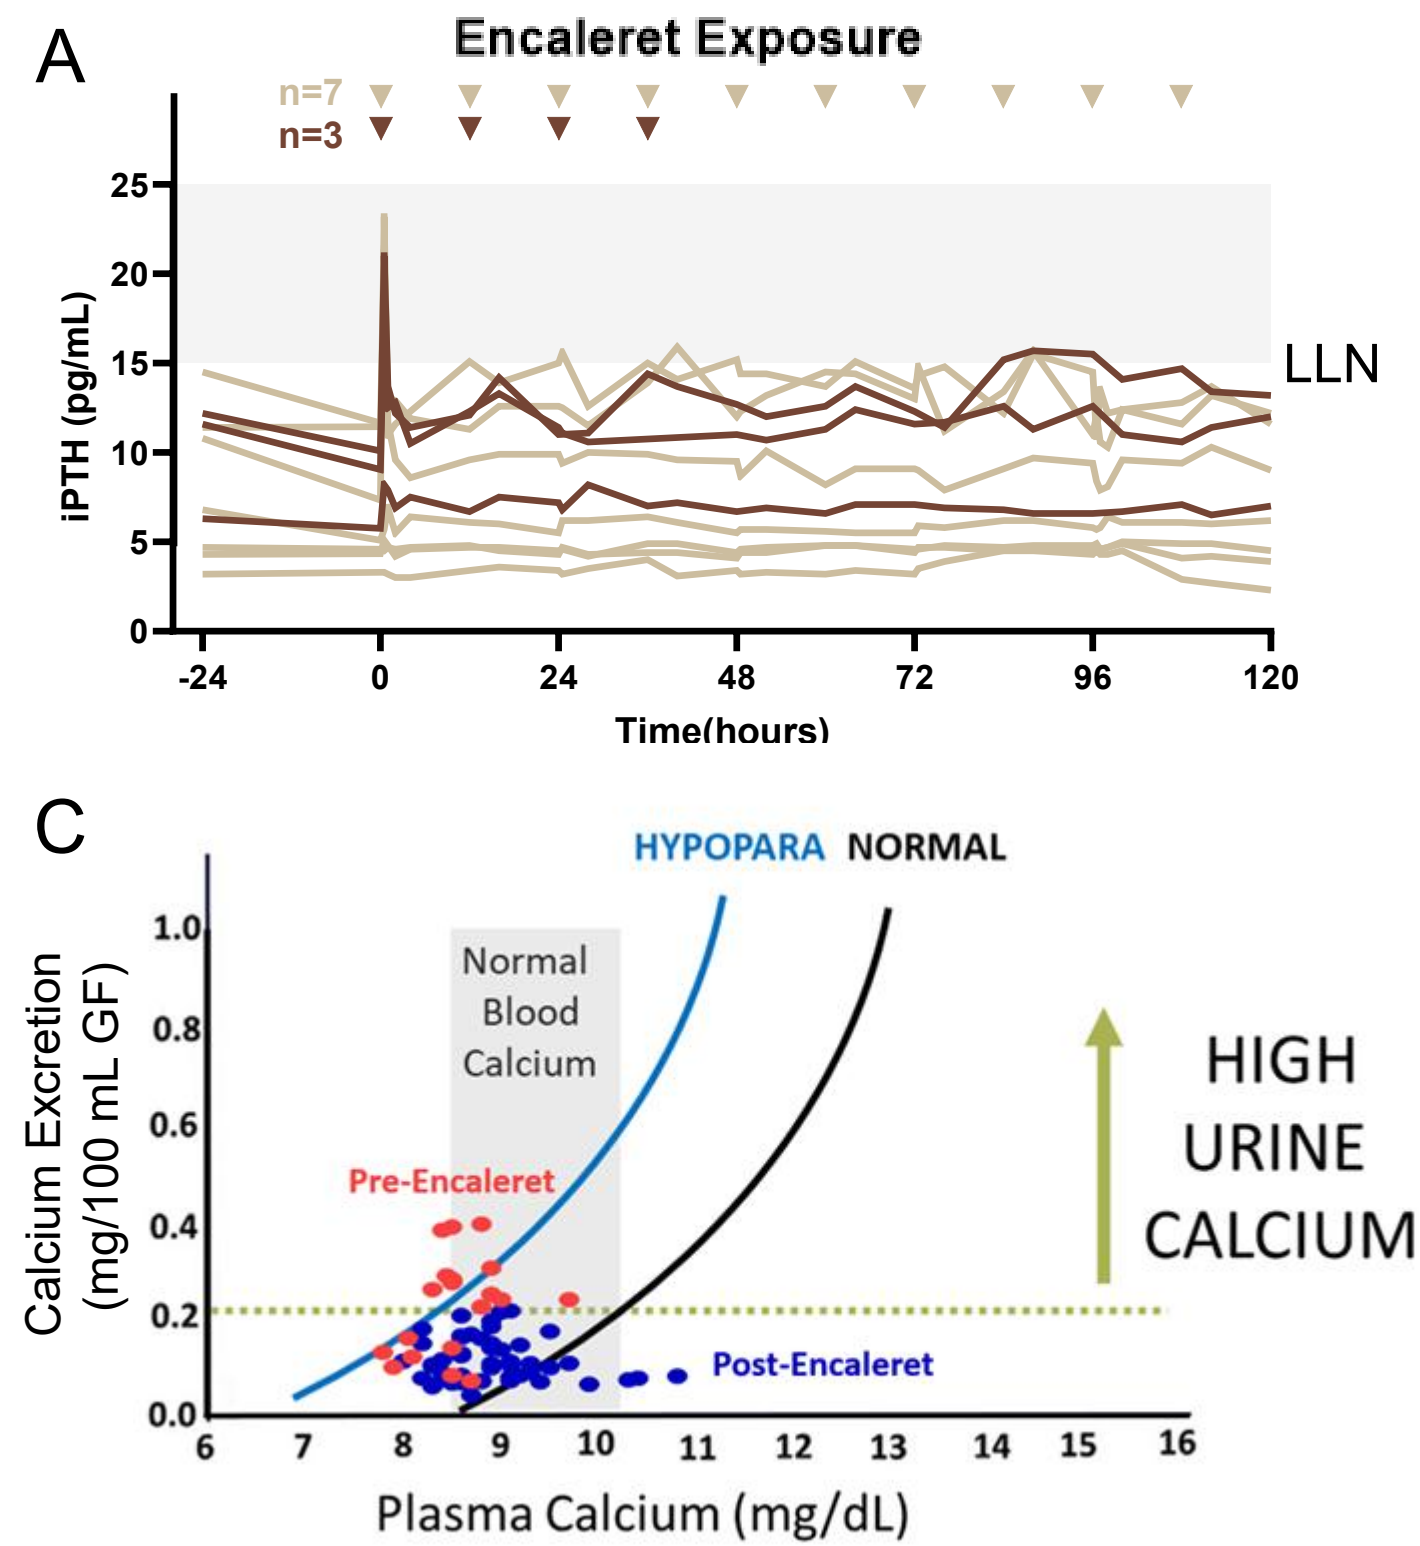 A
Encaleret Exposure
n=7
n=3
25
20
15
10
5
0
LLN
iPTH (pg/mL)
-24 0 24 48 72 96 120
Time(hours)
C
HYPOPARA NORMAL
1.0
0.8
0.6
0.4
0.2
0.0
Calcium Excretion
(mg/100 mL GF)
Normal
Blood
Calcium
Pre-Encaleret
Post-Encaleret
HIGH
URINE
CALCIUM
6 7 8 9 10 11 12 13 14 15 16
Plasma Calcium (mg/dL)